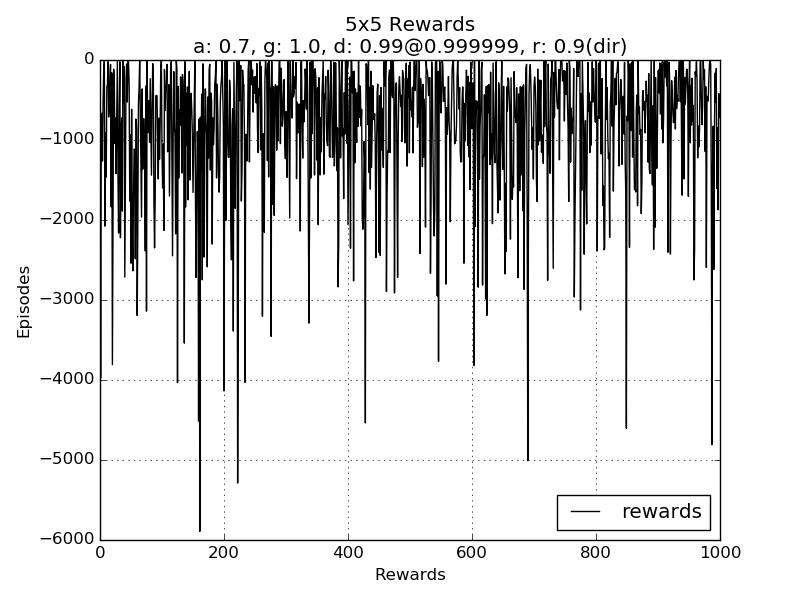 5x5 Rewards
a: 0.7, g: 1.0, d: 0.99@0.999999, r: 0.9(dir)
0
−1000
−2000
−3000
−4000
−5000
−6000
Episodes
rewards
0 200 400 600 800 1000
Rewards